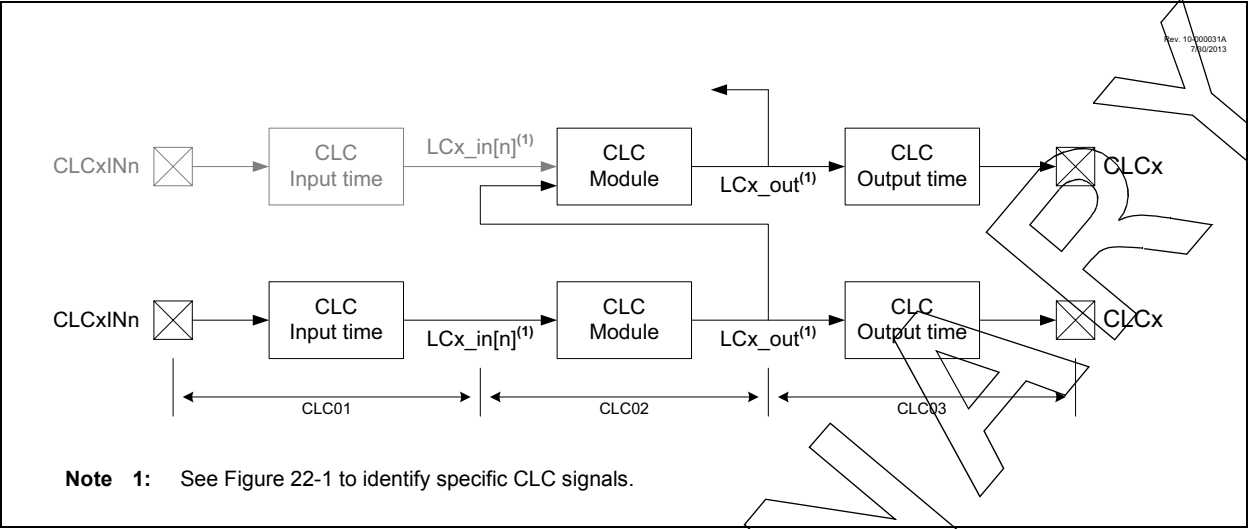 Rev. 10-000031A
7/30/2013
CLCxINn
CLC
Input time
LCx_in[n](1)
CLC
Module
LCx_out(1)
CLC
Output time
CLCx
CLCxINn
CLC
Input time
LCx_in[n](1)
CLC
Module
LCx_out(1)
CLC
Output time
CLCx
CLC01
CLC02
CLC03
Note 1: See Figure 22-1 to identify specific CLC signals.
NARY